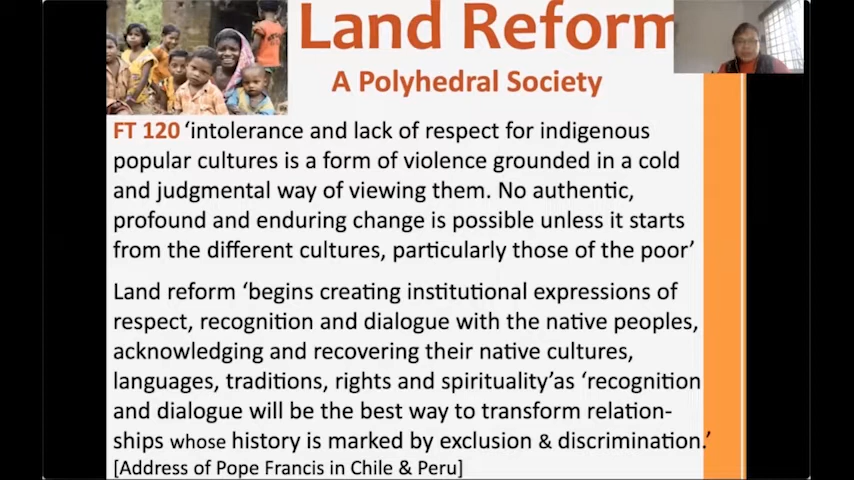 Land Reform
A Polyhedral Society
FT 120 ‘intolerance and lack of respect for indigenous
popular cultures is a form of violence grounded in a cold
and judgmental way of viewing them. No authentic,
profound and enduring change is possible unless it starts
from the different cultures, particularly those of the poor’
Land reform ‘begins creating institutional expressions of
respect, recognition and dialogue with the native peoples,
acknowledging and recovering their native cultures,
languages, traditions, rights and spirituality’as ‘recognition
and dialogue will be the best way to transform relation-
ships whose history is marked by exclusion & discrimination.’
[Address of Pope Francis in Chile & Peru]